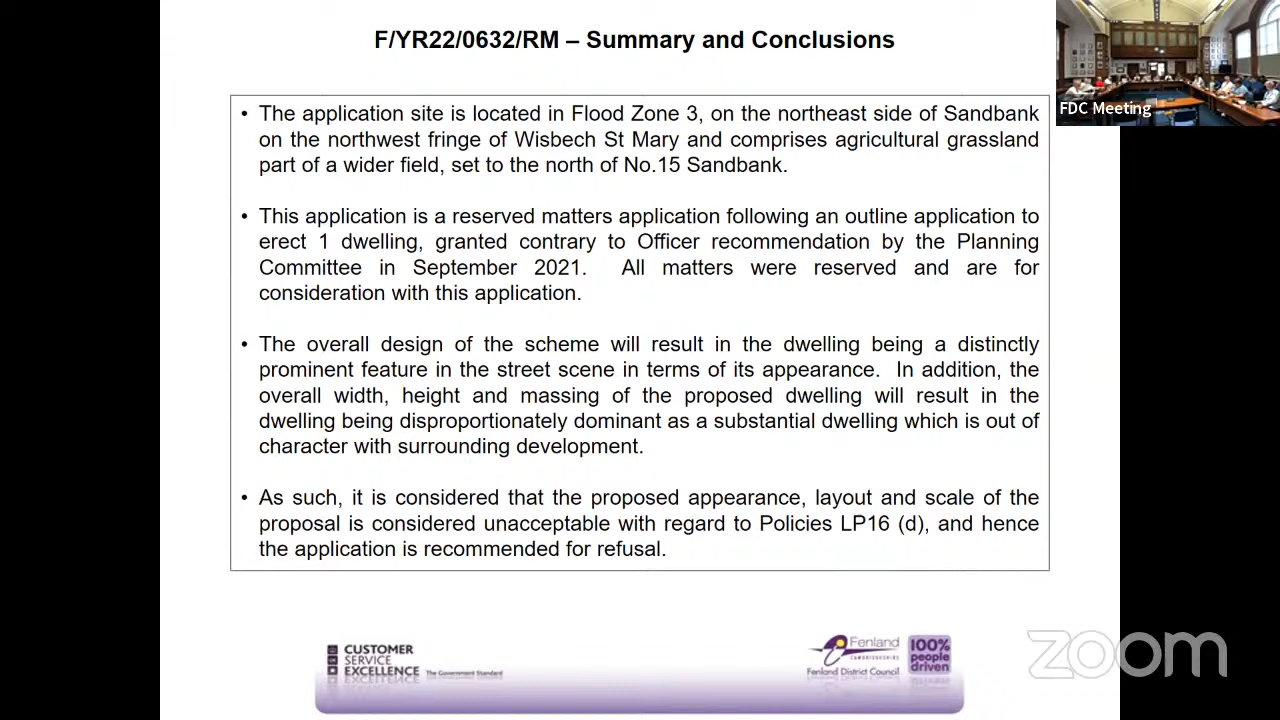 F/YR22/0632/RM – Summary and Conclusions
FDC Meeting
• The application site is located in Flood Zone 3, on the northeast side of Sandbank
on the northwest fringe of Wisbech St Mary and comprises agricultural grassland
part of a wider field, set to the north of No.15 Sandbank.
• This application is a reserved matters application following an outline application to
erect 1 dwelling, granted contrary to Officer recommendation by the Planning
Committee in September 2021. All matters were reserved and are for
consideration with this application.
• The overall design of the scheme will result in the dwelling being a distinctly
prominent feature in the street scene in terms of its appearance. In addition, the
overall width, height and massing of the proposed dwelling will result in the
dwelling being disproportionately dominant as a substantial dwelling which is out of
character with surrounding development.
• As such, it is considered that the proposed appearance, layout and scale of the
proposal is considered unacceptable with regard to Policies LP16 (d), and hence
the application is recommended for refusal.
CUSTOMER
SERVICE
EXCELLENCE The Government Standard
Fenland
CAMBRIDGESHIRE
Fenland District Council
100%
people
driven
zoom